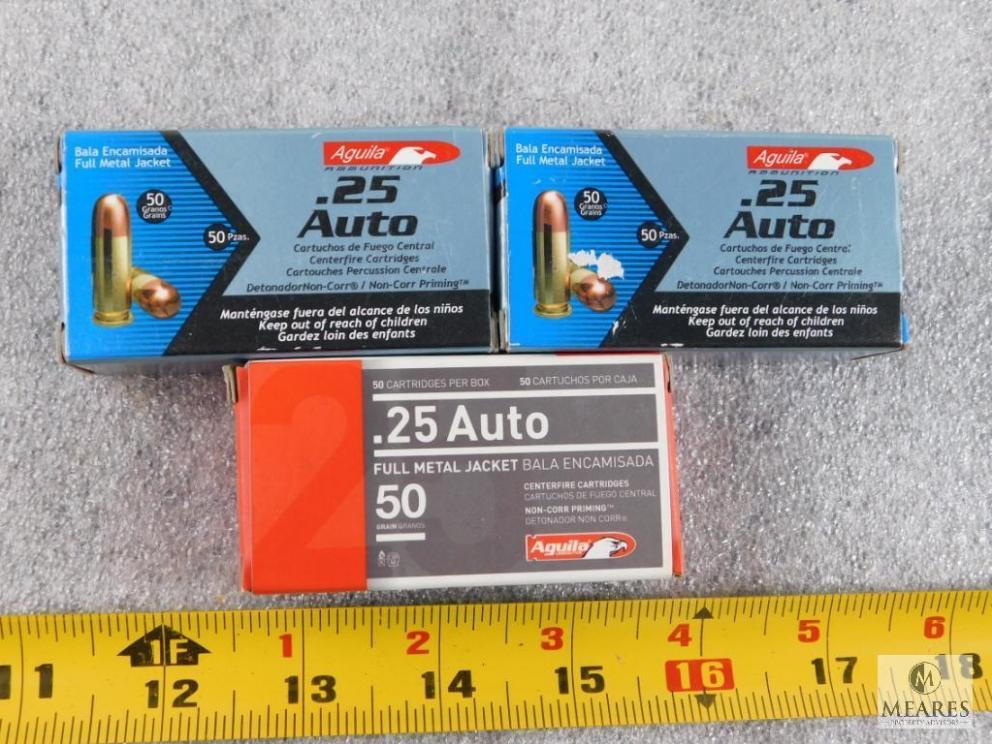 Bala Encamisada
Full Metal Jacket
Aguila®
AMMUNITION
50
Granos
Grains
.25
Auto
50 Pzas.
Cartuchos de Fuego Central
Centerfire Cartridges
Cartouches Percussion Centrale
DetonadorNon-Corr® / Non-Corr Priming™
Manténgase fuera del alcance de los niños
Keep out of reach of children
Gardez loin des enfants
Bala Encamisada
Full Metal Jacket
Aguila®
AMMUNITION
50
Granos
Grains
.25
Auto
50 Pzas.
Cartuchos de Fuego Central
Centerfire Cartridges
Cartouches Percussion Centrale
DetonadorNon-Corr® / Non-Corr Priming™
Manténgase fuera del alcance de los niños
Keep out of reach of children
Gardez loin des enfants
25
50 CARTRIDGES PER BOX 50 CARTUCHOS POR CAJA
.25 Auto
FULL METAL JACKET BALA ENCAMISADA
50
GRAIN GRANOS
CENTERFIRE CARTRIDGES
CARTUCHOS DE FUEGO CENTRAL
NON-CORR PRIMING™
DETONADOR NON CORR®
Aguila
1F 1 2 3 4 5 6
11 12 13 14 15 16 17 18
M
MEARES
PROPERTY ADVISORS